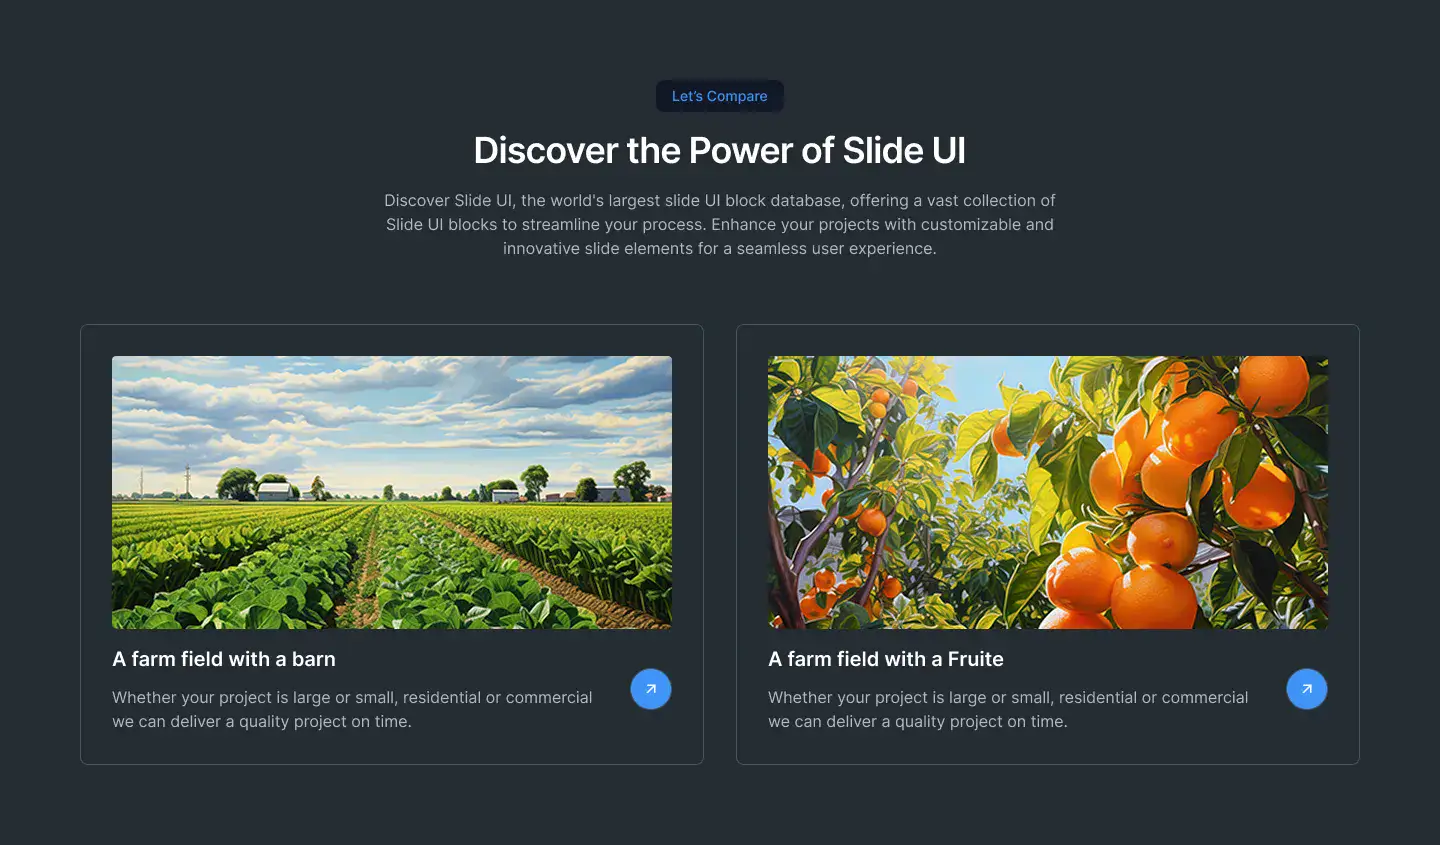 Let's Compare
Discover the Power of Slide UI
Discover Slide UI, the world's largest slide UI block database, offering a vast collection of
Slide UI blocks to streamline your process. Enhance your projects with customizable and
innovative slide elements for a seamless user experience.
A farm field with a barn
Whether your project is large or small, residential or commercial
we can deliver a quality project on time.
A farm field with a Fruite
Whether your project is large or small, residential or commercial
we can deliver a quality project on time.